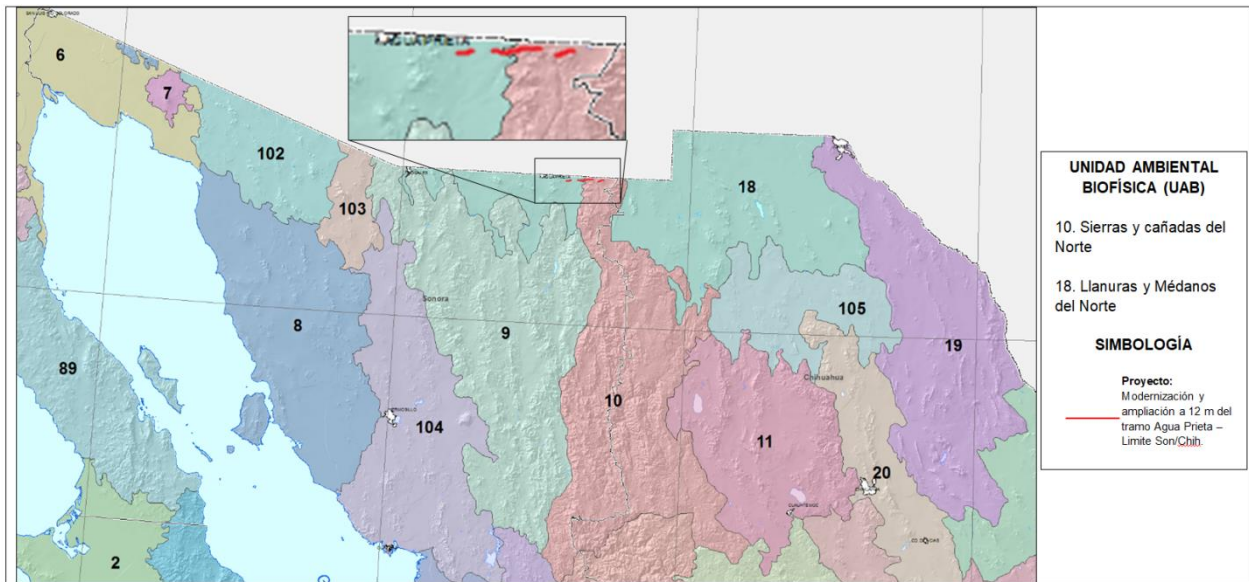 AGUA PRIETA
6
7
102
103
18
Sonora
8
9
105
19
89
104
10
Chihuahua
11
20
2
UNIDAD AMBIENTAL
BIOFÍSICA (UAB)
10. Sierras y cañadas del
Norte
18. Llanuras y Médanos
del Norte
SIMBOLOGÍA
Proyecto:
Modernización y
ampliación a 12 m del
tramo Agua Prieta –
Limite Son/Chih.